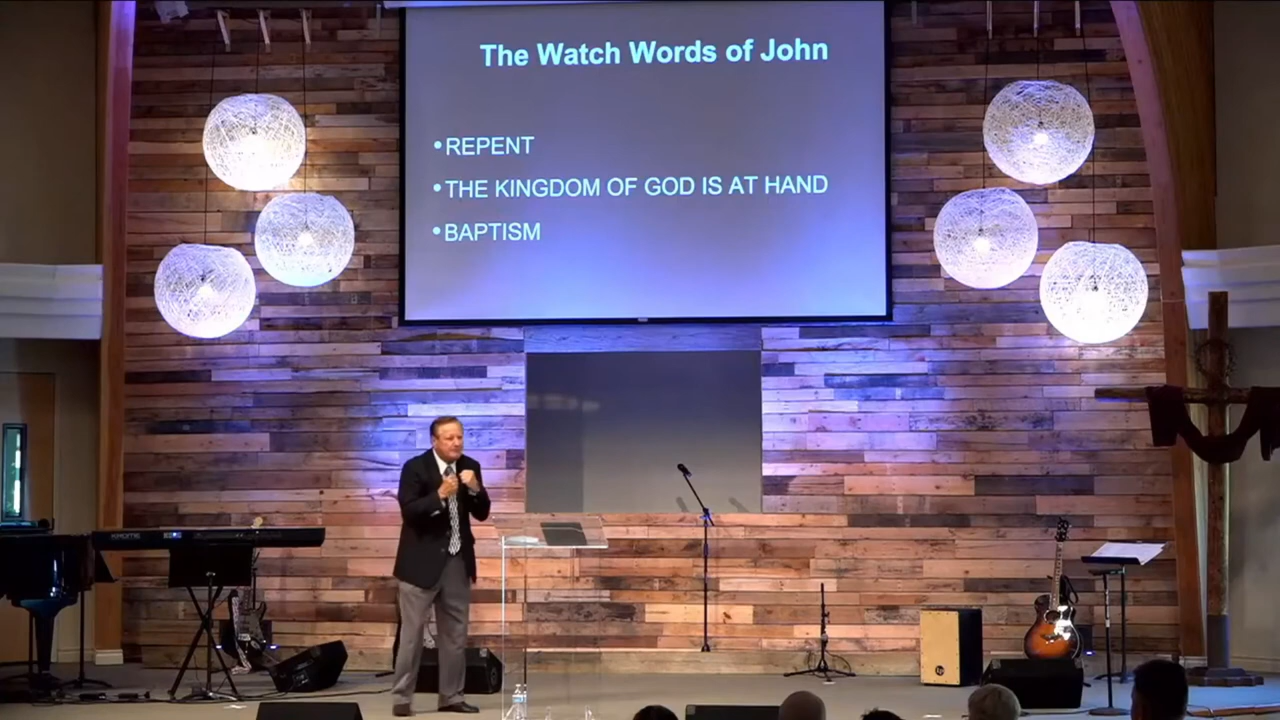 The Watch Words of John
•REPENT
•THE KINGDOM OF GOD IS AT HAND
•BAPTISM